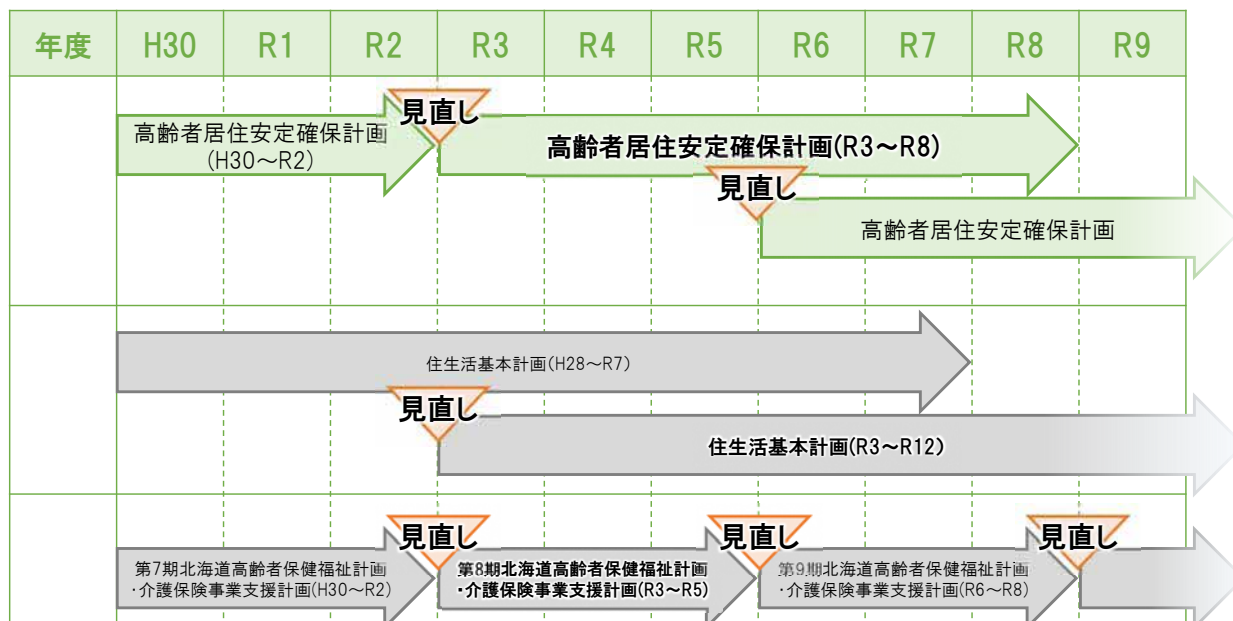 年度 H30 R1 R2 R3 R4 R5 R6 R7 R8 R9
見直し
高齢者居住安定確保計画
(H30～R2)
高齢者居住安定確保計画(R3～R8)
見直し
高齢者居住安定確保計画
住生活基本計画(H28～R7)
見直し
住生活基本計画(R3～R12)
見直し
見直し
見直し
第7期北海道高齢者保健福祉計画
・介護保険事業支援計画(H30～R2)
第8期北海道高齢者保健福祉計画
・介護保険事業支援計画(R3～R5)
第9期北海道高齢者保健福祉計画
・介護保険事業支援計画(R6～R8)